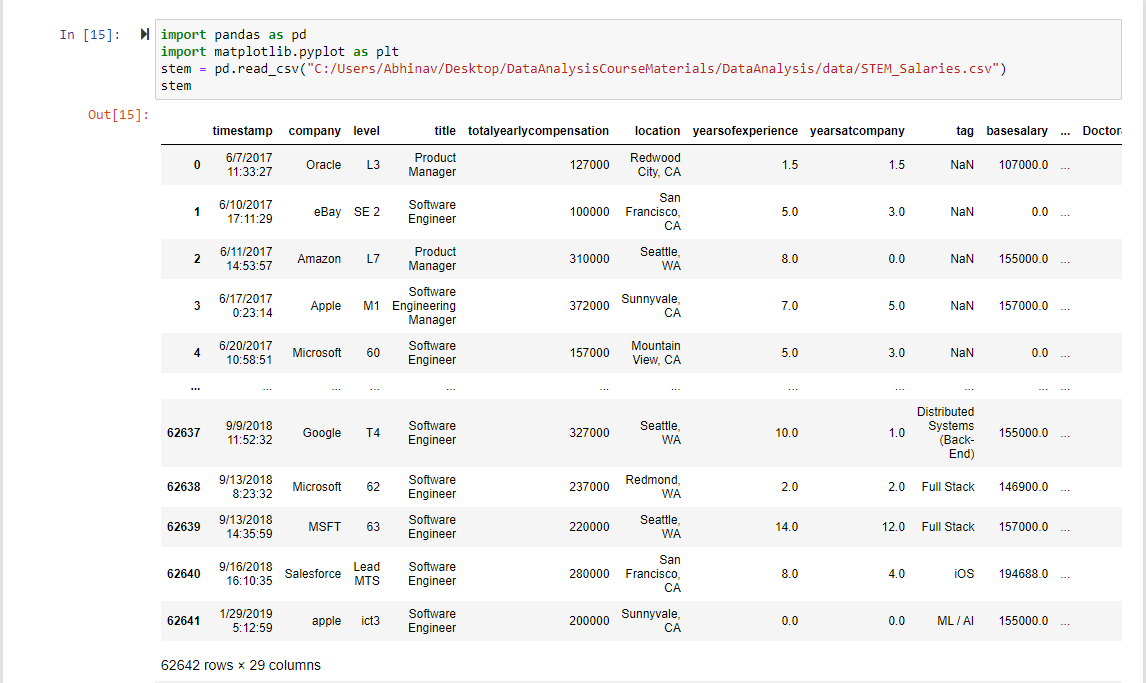 In [15]:
import pandas as pd
import matplotlib.pyplot as plt
stem = pd.read_csv("C:/Users/Abhinav/Desktop/DataAnalysisCourseMaterials/DataAnalysis/data/STEM_Salaries.csv")
stem
Out[15]:
timestamp company level title totalyearlycompensation location yearsofexperience yearsatcompany tag basesalary ... Doctora
0 6/7/2017 11:33:27 Oracle L3 Product Manager 127000 Redwood City, CA 1.5 1.5 NaN 107000.0 ...
1 6/10/2017 17:11:29 eBay SE 2 Software Engineer 100000 San Francisco, CA 5.0 3.0 NaN 0.0 ...
2 6/11/2017 14:53:57 Amazon L7 Product Manager 310000 Seattle, WA 8.0 0.0 NaN 155000.0 ...
3 6/17/2017 0:23:14 Apple M1 Software Engineering Manager 372000 Sunnyvale, CA 7.0 5.0 NaN 157000.0 ...
4 6/20/2017 10:58:51 Microsoft 60 Software Engineer 157000 Mountain View, CA 5.0 3.0 NaN 0.0 ...
... ... ... ... ... ... ... ... ... ... ... ...
62637 9/9/2018 11:52:32 Google T4 Software Engineer 327000 Seattle, WA 10.0 1.0 Distributed Systems (Back-End) 155000.0 ...
62638 9/13/2018 8:23:32 Microsoft 62 Software Engineer 237000 Redmond, WA 2.0 2.0 Full Stack 146900.0 ...
62639 9/13/2018 14:35:59 MSFT 63 Software Engineer 220000 Seattle, WA 14.0 12.0 Full Stack 157000.0 ...
62640 9/16/2018 16:10:35 Salesforce Lead MTS Software Engineer 280000 San Francisco, CA 8.0 4.0 iOS 194688.0 ...
62641 1/29/2019 5:12:59 apple ict3 Software Engineer 200000 Sunnyvale, CA 0.0 0.0 ML / AI 155000.0 ...
62642 rows × 29 columns